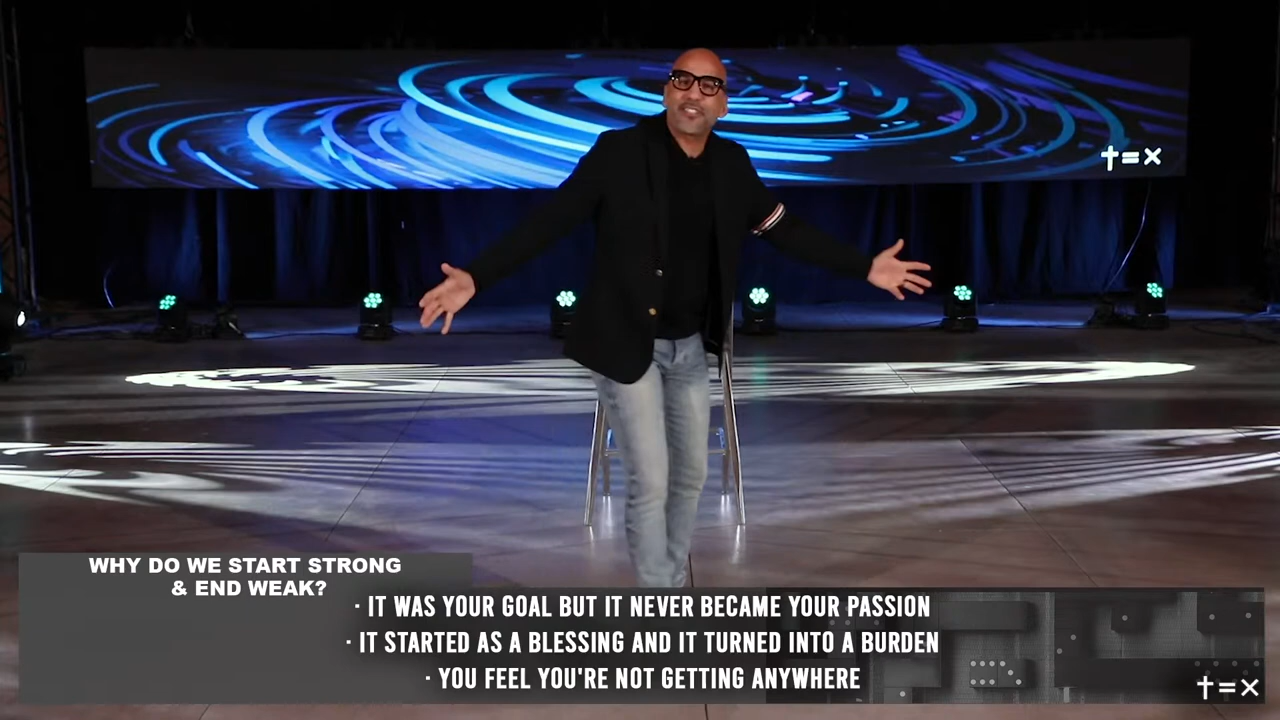 †=×
WHY DO WE START STRONG
& END WEAK?
· IT WAS YOUR GOAL BUT IT NEVER BECAME YOUR PASSION
· IT STARTED AS A BLESSING AND IT TURNED INTO A BURDEN
· YOU FEEL YOU'RE NOT GETTING ANYWHERE
†=×